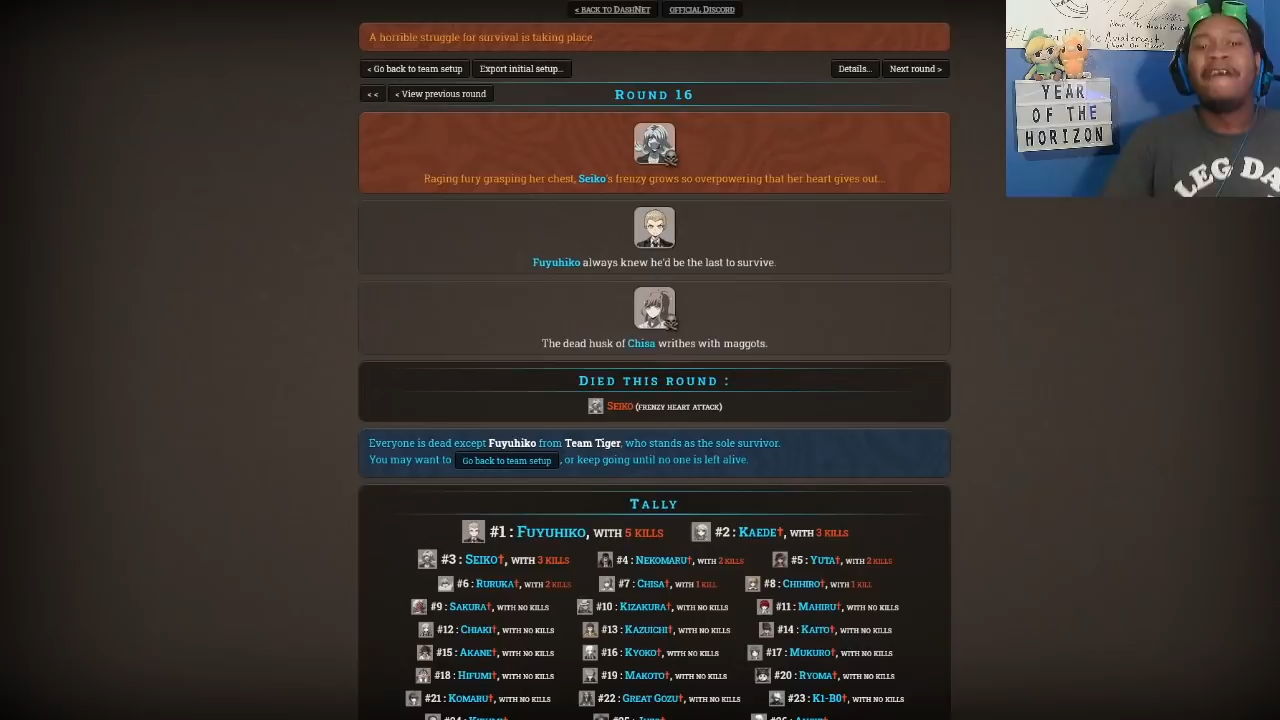 < BACK TO DASHNET OFFICIAL DISCORD
A horrible struggle for survival is taking place.
< Go back to team setup Export initial setup... Details... Next round >
< < < View previous round ROUND 16
Raging fury grasping her chest, Seiko's frenzy grows so overpowering that her heart gives out...
Fuyuhiko always knew he'd be the last to survive.
The dead husk of Chisa writhes with maggots.
DIED THIS ROUND :
SEIKO (FRENZY HEART ATTACK)
Everyone is dead except Fuyuhiko from Team Tiger, who stands as the sole survivor.
You may want to Go back to team setup, or keep going until no one is left alive.
TALLY
#1 : FUYUHIKO, WITH 5 KILLS #2 : KAEDE†, WITH 3 KILLS
#3 : SEIKO†, WITH 3 KILLS #4 : NEKOMARU†, WITH 2 KILLS #5 : YUTA†, WITH 2 KILLS
#6 : RURUKA†, WITH 2 KILLS #7 : CHISA†, WITH 1 KILL #8 : CHIHIRO†, WITH 1 KILL
#9 : SAKURA†, WITH NO KILLS #10 : KIZAKURA†, WITH NO KILLS #11 : MAHIRU†, WITH NO KILLS
#12 : CHIAKI†, WITH NO KILLS #13 : KAZUICHI†, WITH NO KILLS #14 : KAITO†, WITH NO KILLS
#15 : AKANE†, WITH NO KILLS #16 : KYOKO†, WITH NO KILLS #17 : MUKURO†, WITH NO KILLS
#18 : HIFUMI†, WITH NO KILLS #19 : MAKOTO†, WITH NO KILLS #20 : RYOMA†, WITH NO KILLS
#21 : KOMARU†, WITH NO KILLS #22 : GREAT GOZU†, WITH NO KILLS #23 : K1-B0†, WITH NO KILLS
YEAR
OF THE
HORIZON
LEG DA